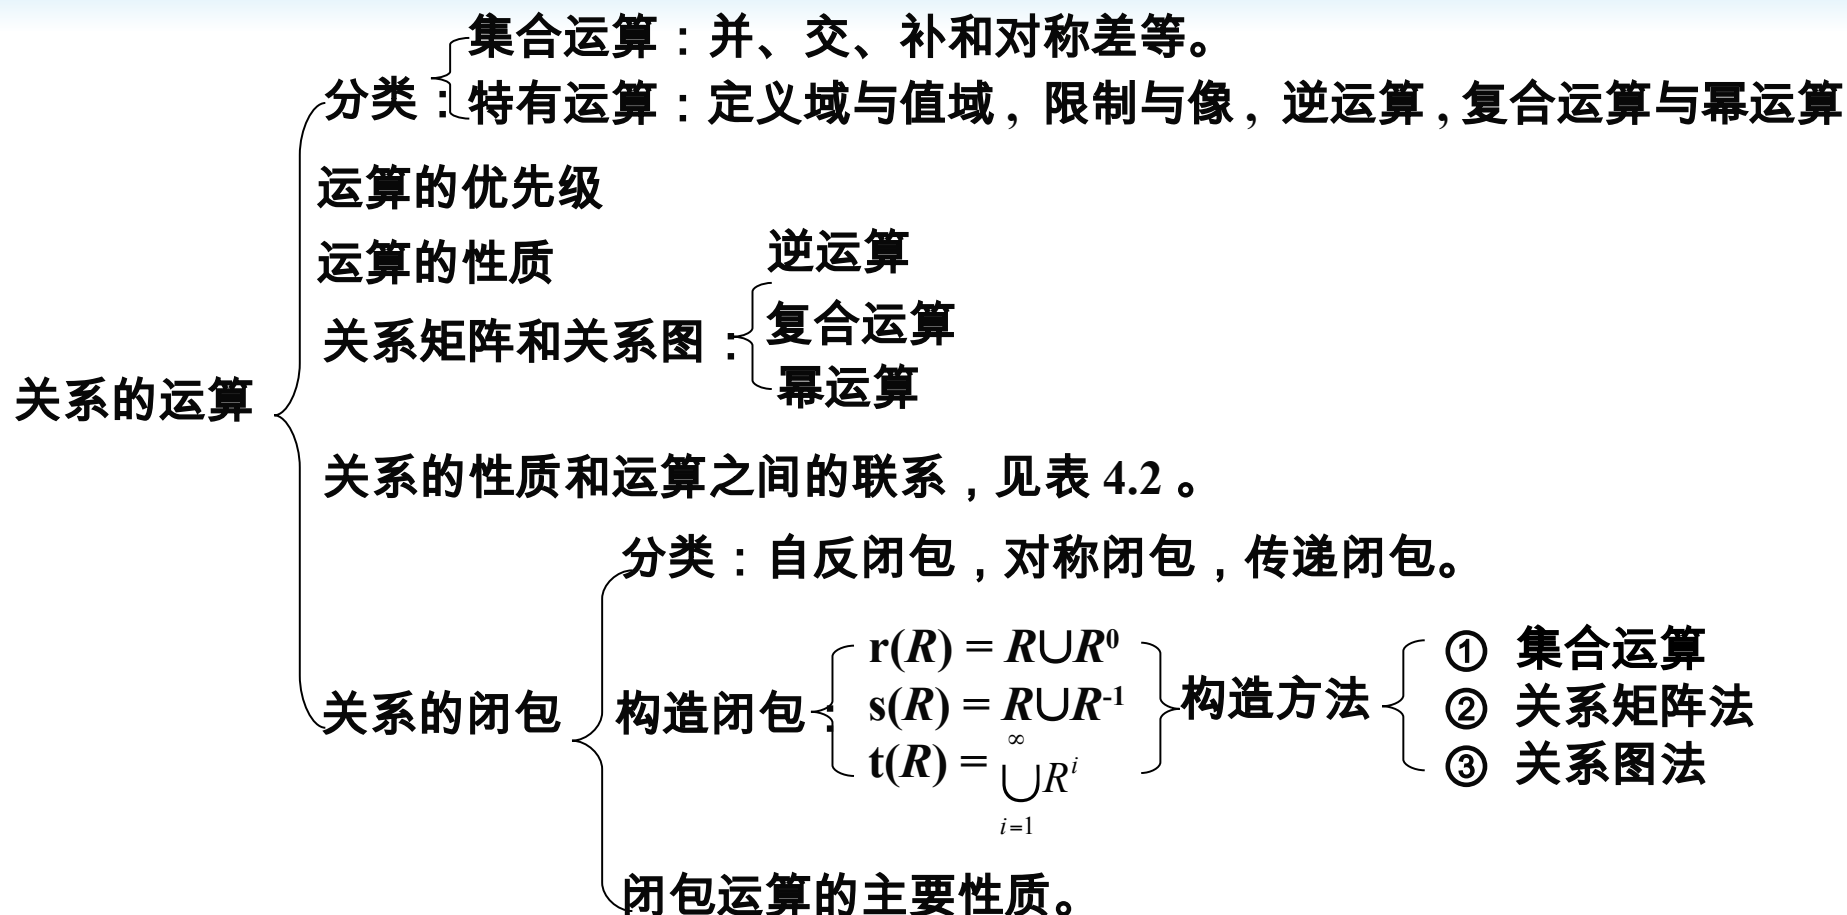 集合运算：并、交、补和对称差等。
分类：
特有运算：定义域与值域, 限制与像, 逆运算, 复合运算与幂运算
运算的优先级
运算的性质
关系矩阵和关系图：
逆运算
复合运算
幂运算
关系的运算
关系的性质和运算之间的联系，见表 4.2 。
关系的闭包
分类：自反闭包，对称闭包，传递闭包。
构造闭包：
r(R) = R∪R⁰
s(R) = R∪R⁻¹
t(R) = ⋃_{i=1}^{∞} Rⁱ
构造方法
① 集合运算
② 关系矩阵法
③ 关系图法
闭包运算的主要性质。